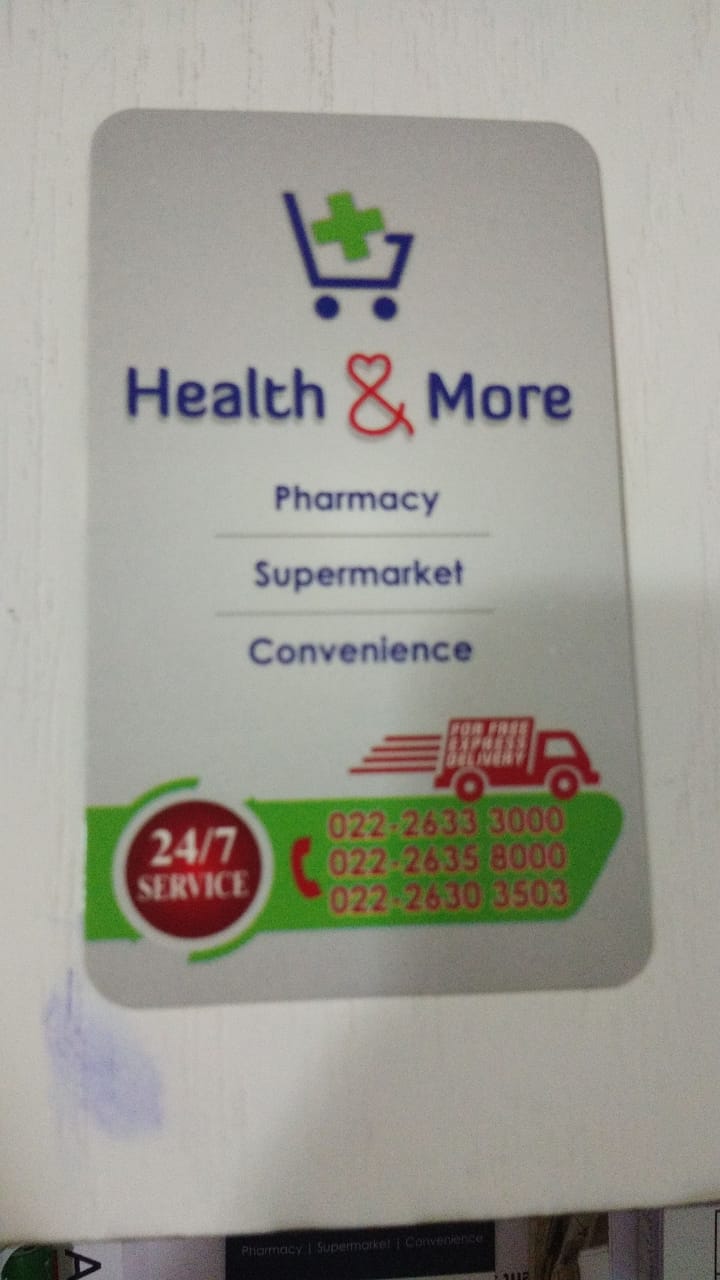 Health & More
Pharmacy
Supermarket
Convenience
FOR FREE
EXPRESS
DELIVERY
24/7
SERVICE
022-2633 3000
022-2635 8000
022-2630 3503
Pharmacy | Supermarket | Convenience
A